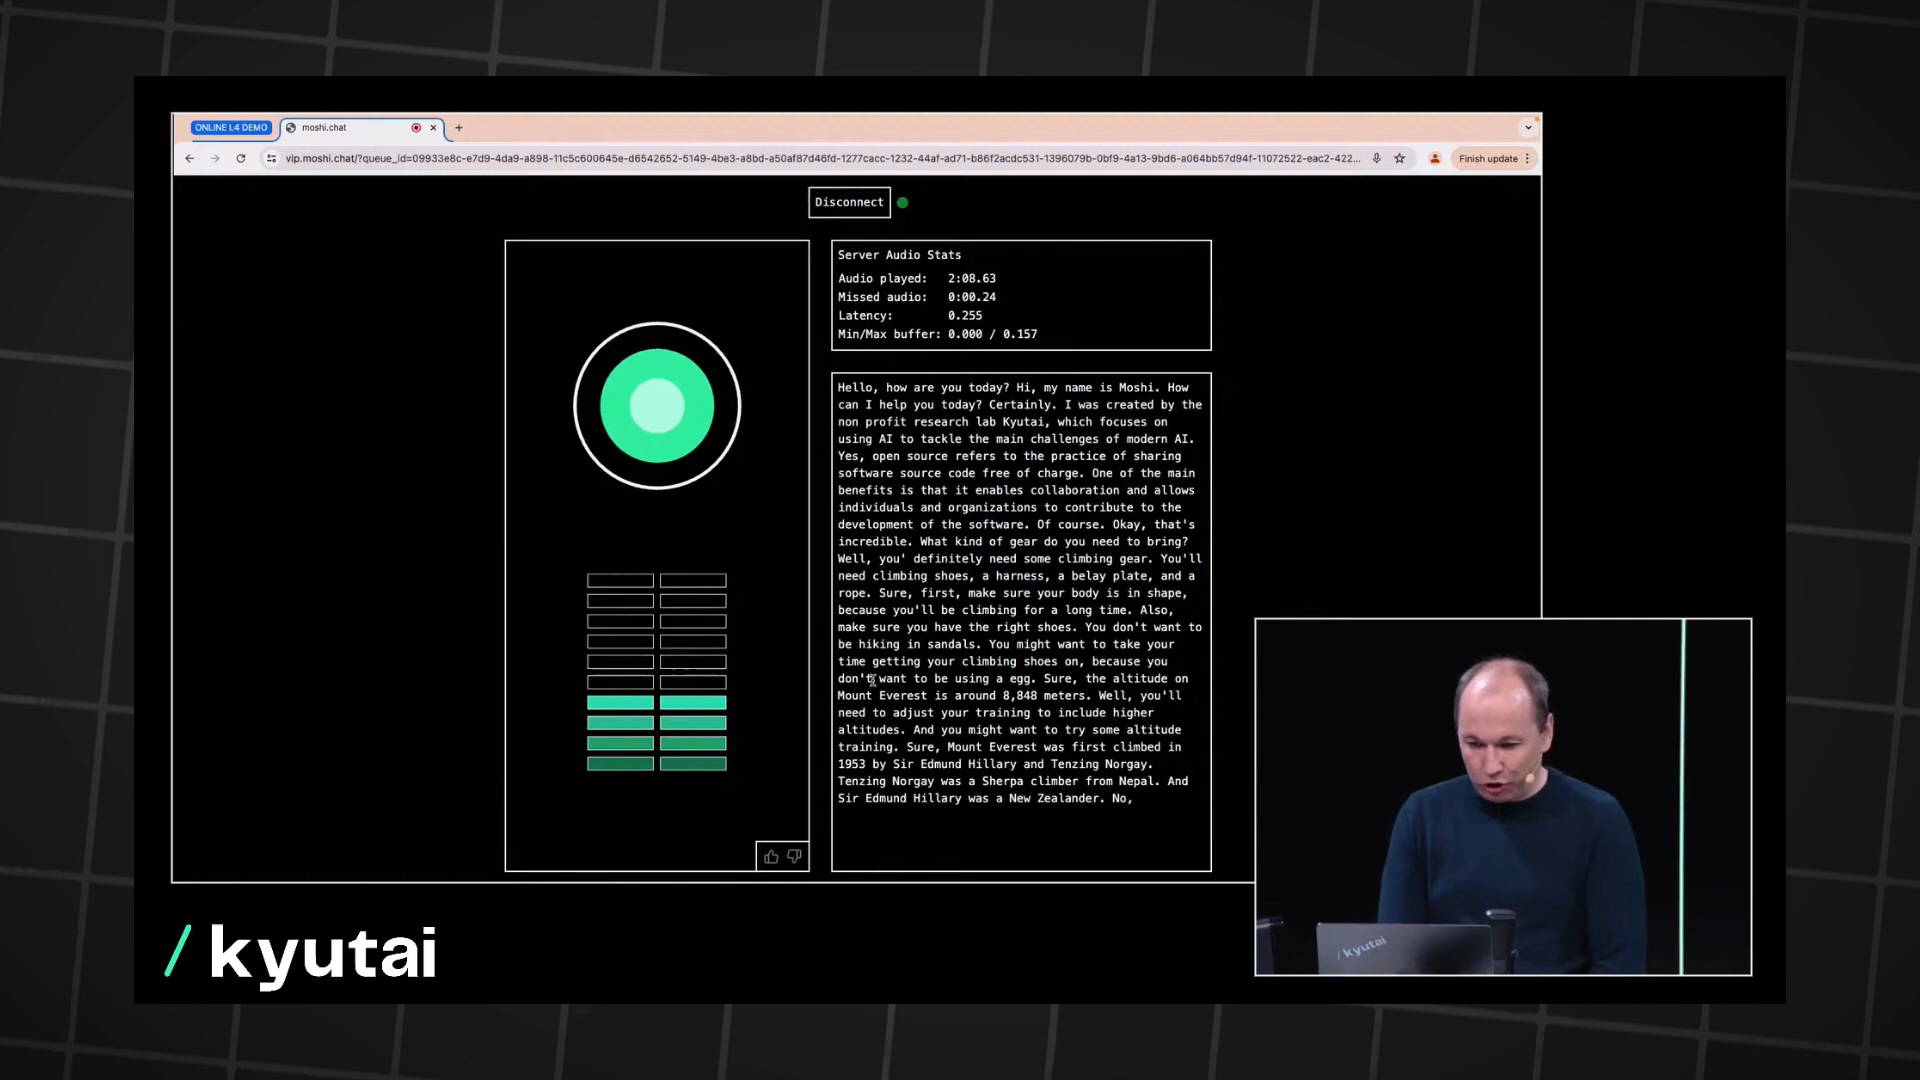 ONLINE L4 DEMO
moshi.chat
vip.moshi.chat/?queue_id=09933e8c-e7d9-4da9-a898-11c5c600645e-d6542652-5149-4be3-a8bd-a50af87d46fd-1277cacc-1232-44af-ad71-b86f2acdc531-1396079b-0bf9-4a13-9bd6-a064bb57d94f-11072522-eac2-422...
Finish update
Disconnect
Server Audio Stats
Audio played: 2:08.63
Missed audio: 0:00.24
Latency: 0.255
Min/Max buffer: 0.000 / 0.157
Hello, how are you today? Hi, my name is Moshi. How
can I help you today? Certainly. I was created by the
non profit research lab Kyutai, which focuses on
using AI to tackle the main challenges of modern AI.
Yes, open source refers to the practice of sharing
software source code free of charge. One of the main
benefits is that it enables collaboration and allows
individuals and organizations to contribute to the
development of the software. Of course. Okay, that's
incredible. What kind of gear do you need to bring?
Well, you' definitely need some climbing gear. You'll
need climbing shoes, a harness, a belay plate, and a
rope. Sure, first, make sure your body is in shape,
because you'll be climbing for a long time. Also,
make sure you have the right shoes. You don't want to
be hiking in sandals. You might want to take your
time getting your climbing shoes on, because you
don't want to be using a egg. Sure, the altitude on
Mount Everest is around 8,848 meters. Well, you'll
need to adjust your training to include higher
altitudes. And you might want to try some altitude
training. Sure, Mount Everest was first climbed in
1953 by Sir Edmund Hillary and Tenzing Norgay.
Tenzing Norgay was a Sherpa climber from Nepal. And
Sir Edmund Hillary was a New Zealander. No,
/ kyutai
/ kyutai